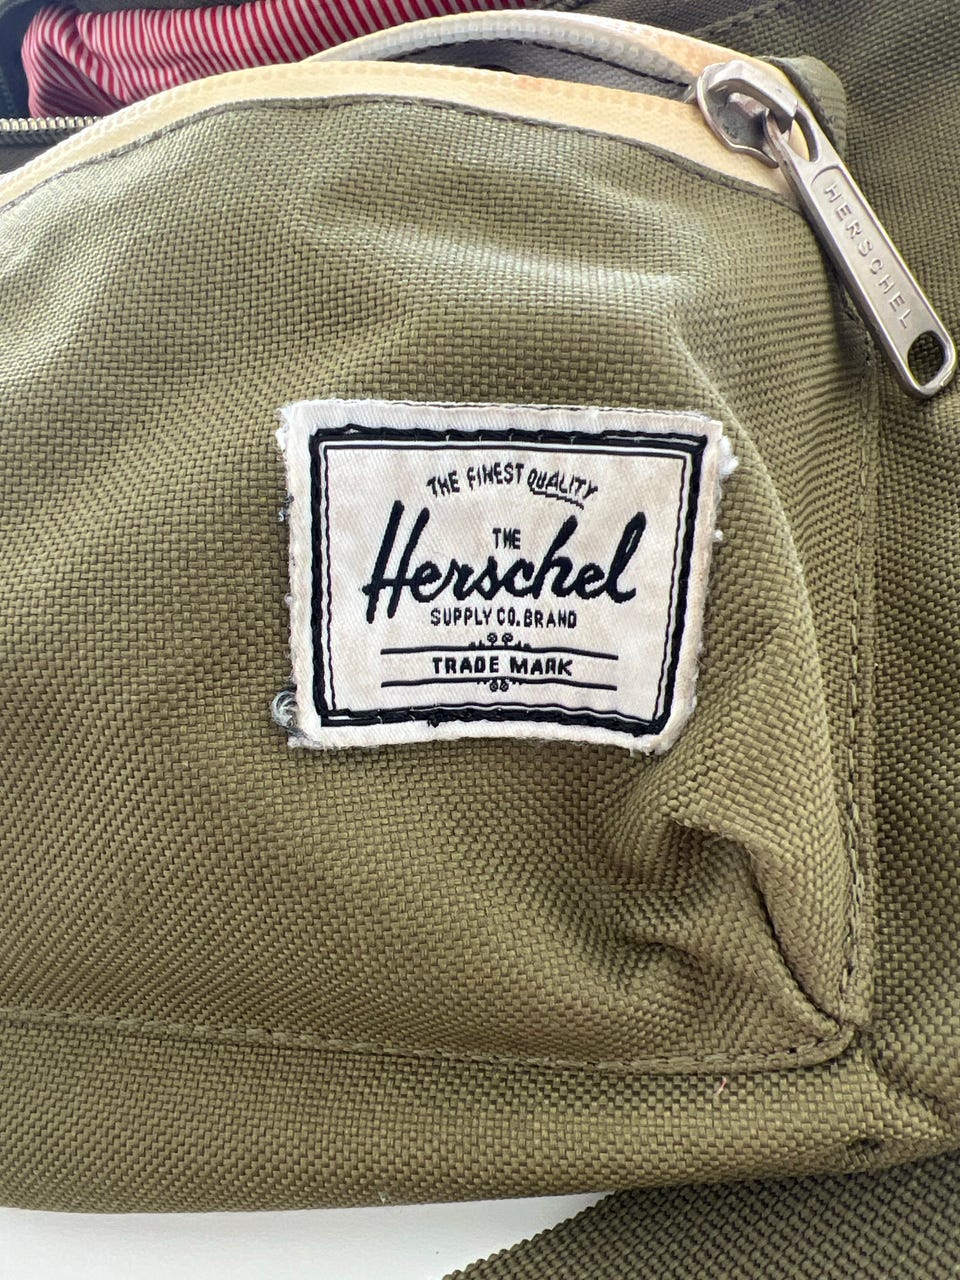 HERSCHEL
THE FINEST QUALITY
THE
Herschel
SUPPLY CO. BRAND
TRADE MARK